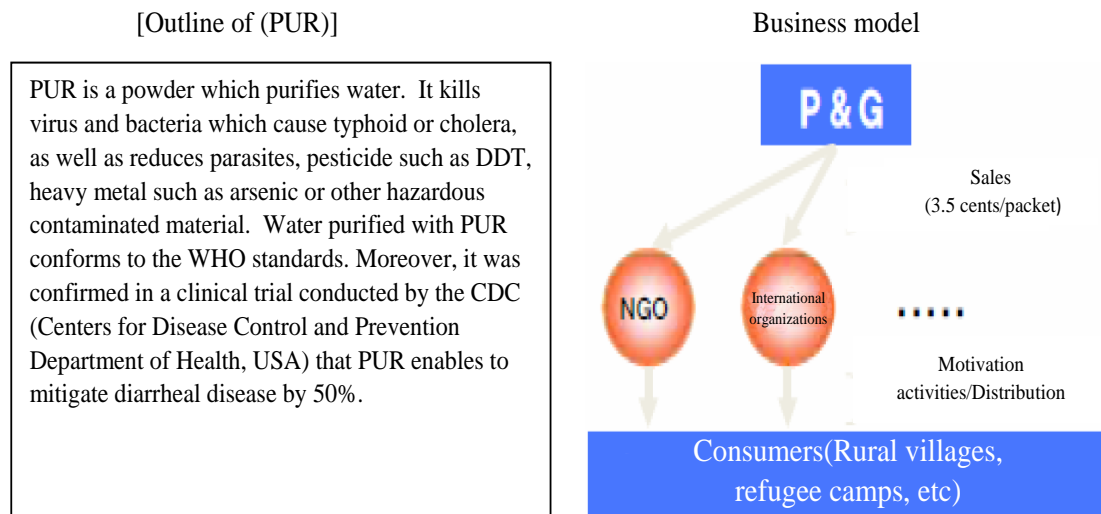 [Outline of (PUR)]
PUR is a powder which purifies water.  It kills
virus and bacteria which cause typhoid or cholera,
as well as reduces parasites, pesticide such as DDT,
heavy metal such as arsenic or other hazardous
contaminated material.  Water purified with PUR
conforms to the WHO standards. Moreover, it was
confirmed in a clinical trial conducted by the CDC
(Centers for Disease Control and Prevention
Department of Health, USA) that PUR enables to
mitigate diarrheal disease by 50%.
Business model
P & G
Sales
(3.5 cents/packet)
NGO
International
organizations
.....
Motivation
activities/Distribution
Consumers(Rural villages,
refugee camps, etc)